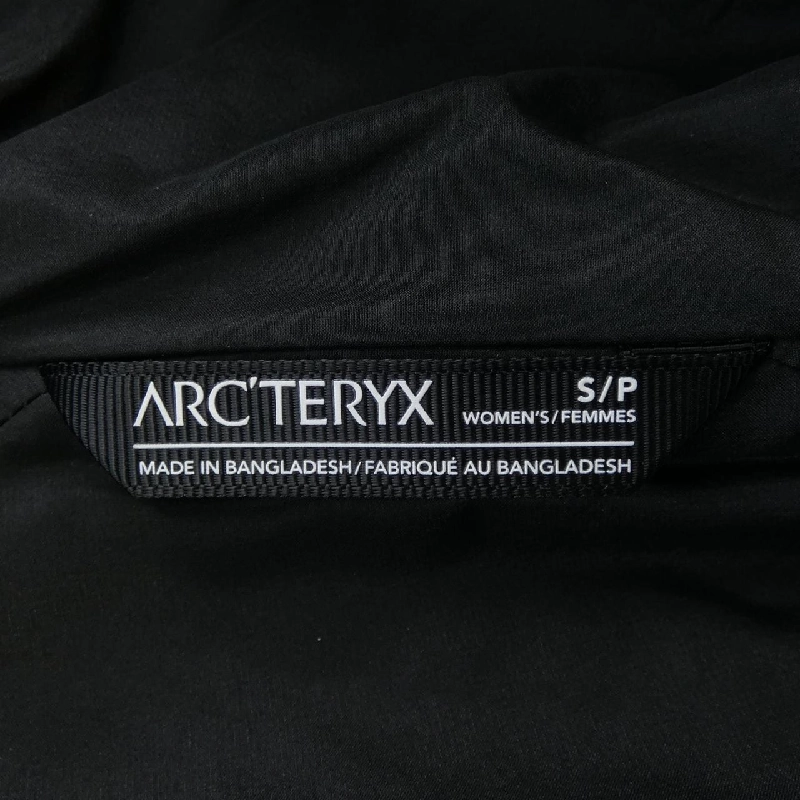 ARC'TERYX S/P
WOMEN'S/FEMMES
MADE IN BANGLADESH/FABRIQUÉ AU BANGLADESH